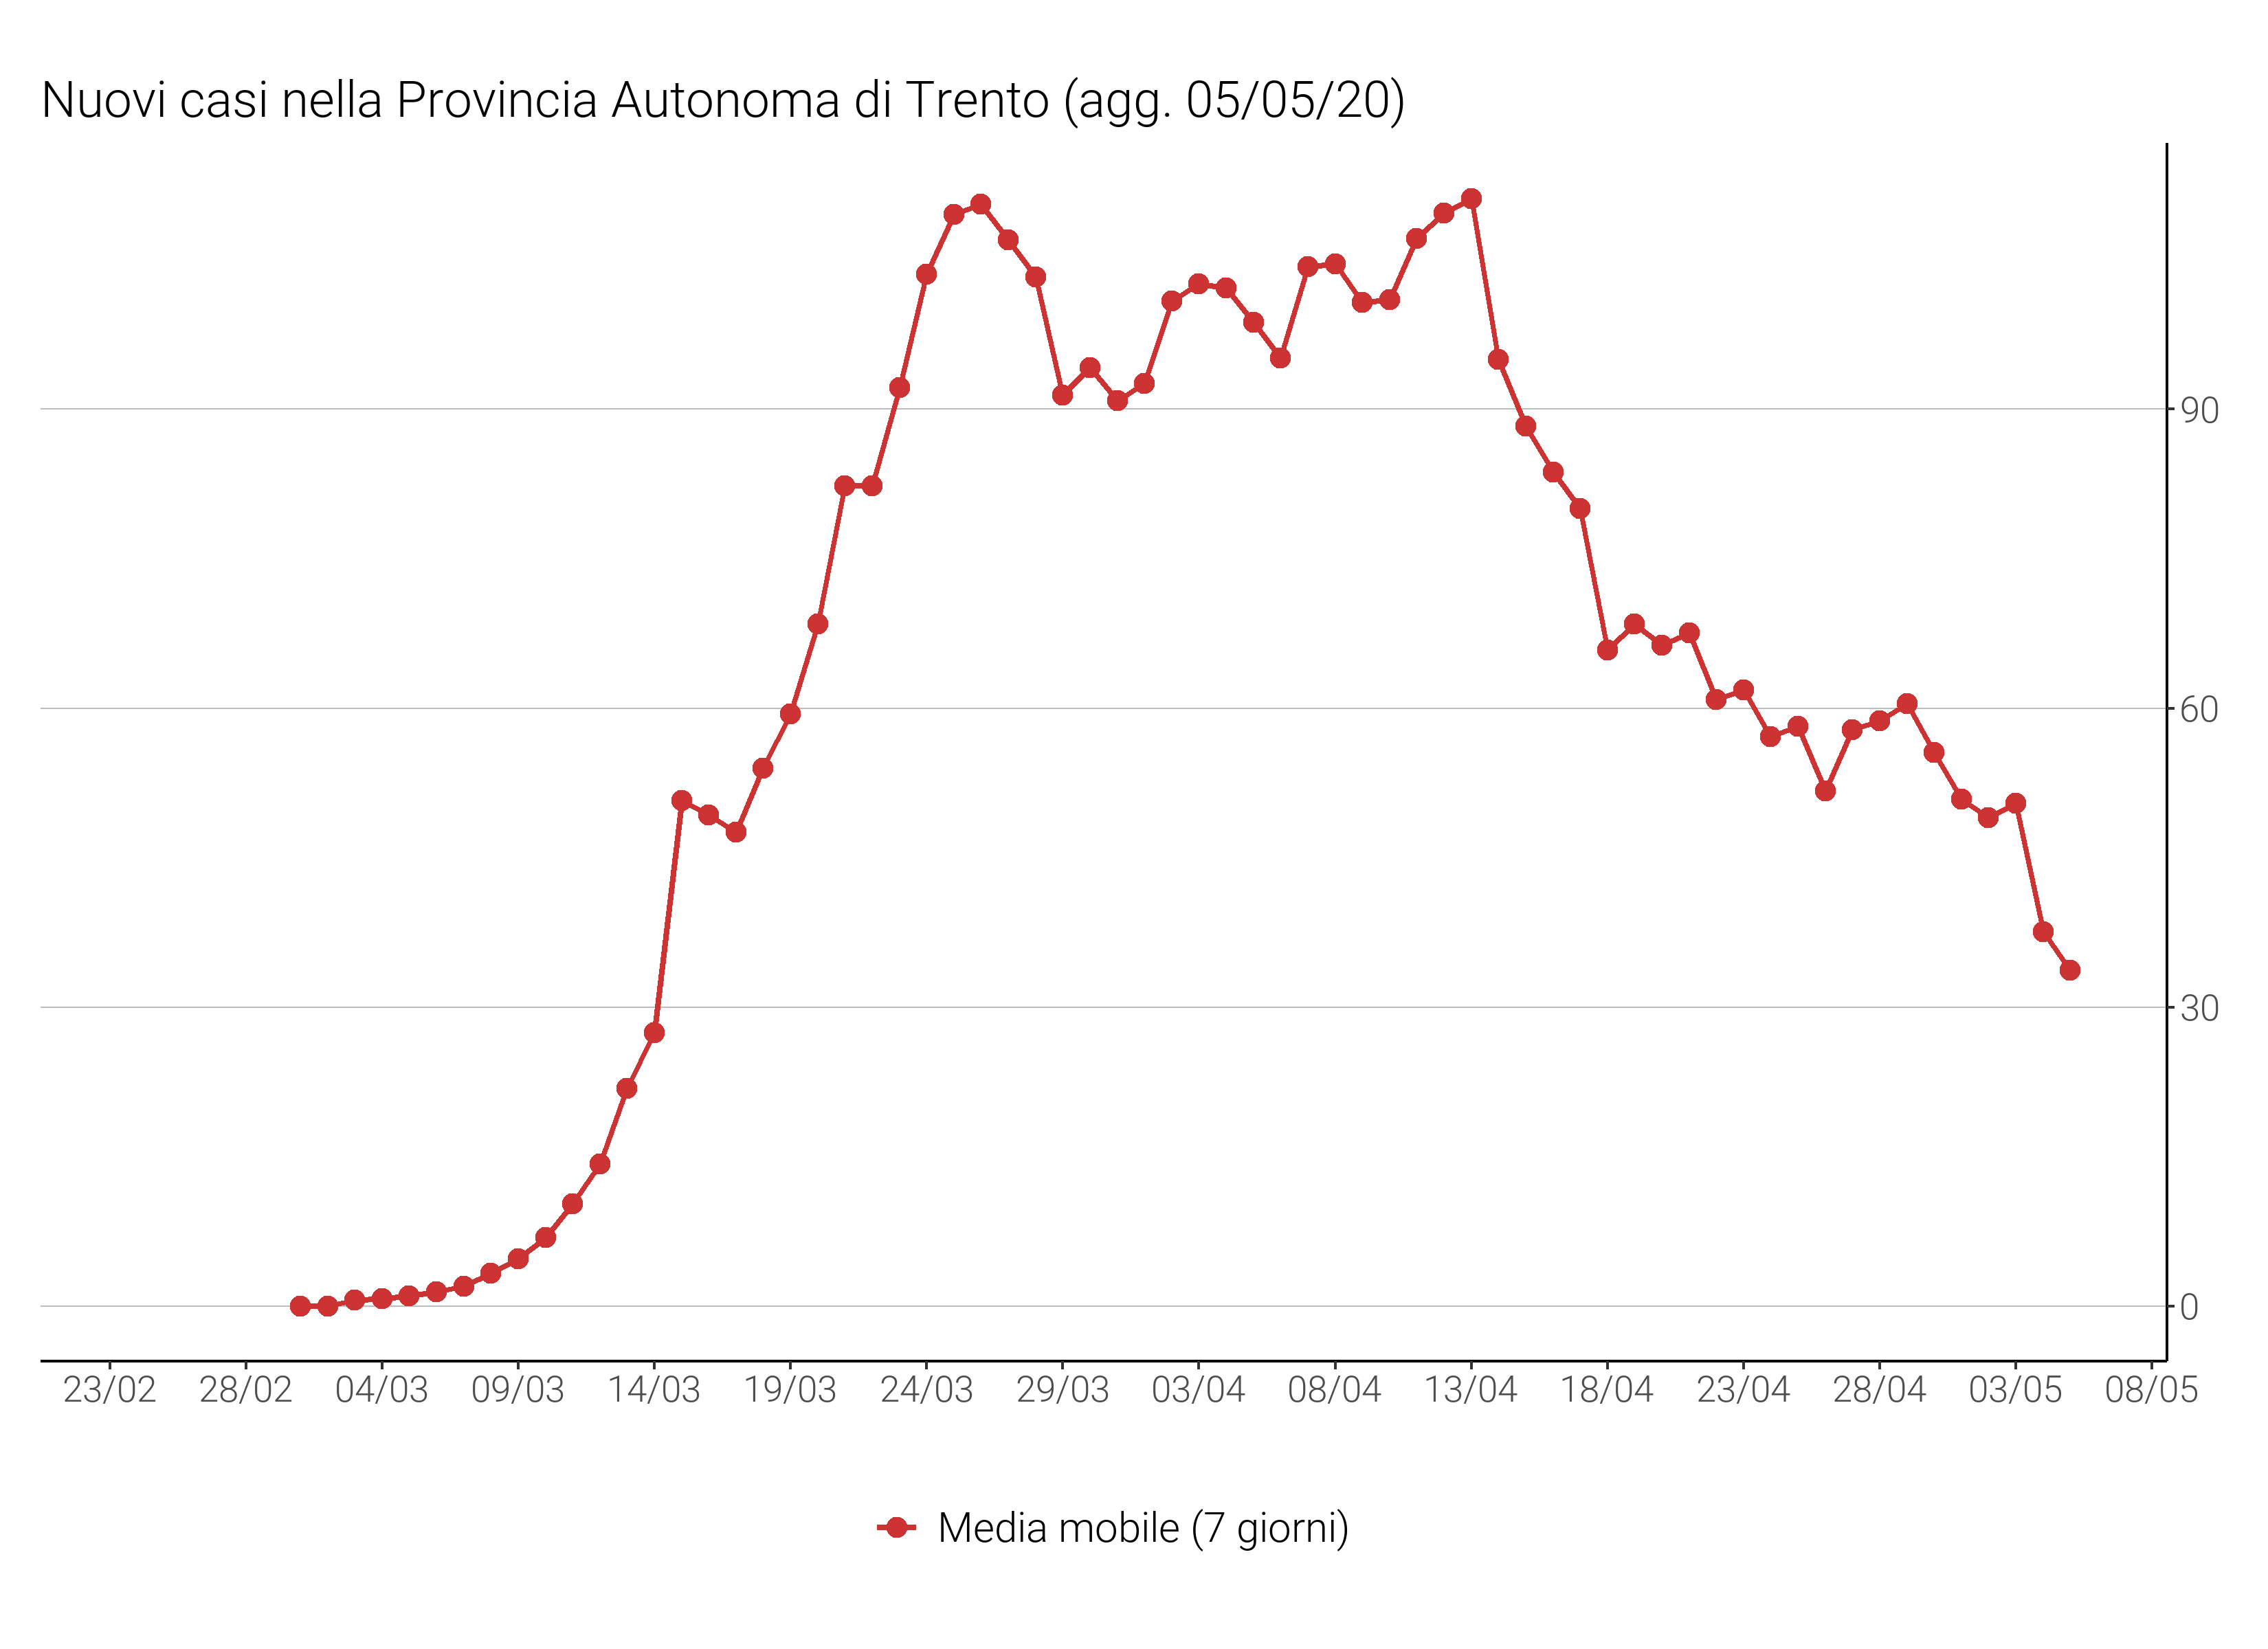 Nuovi casi nella Provincia Autonoma di Trento (agg. 05/05/20)
90
60
30
0
23/02 28/02 04/03 09/03 14/03 19/03 24/03 29/03 03/04 08/04 13/04 18/04 23/04 28/04 03/05 08/05
Media mobile (7 giorni)